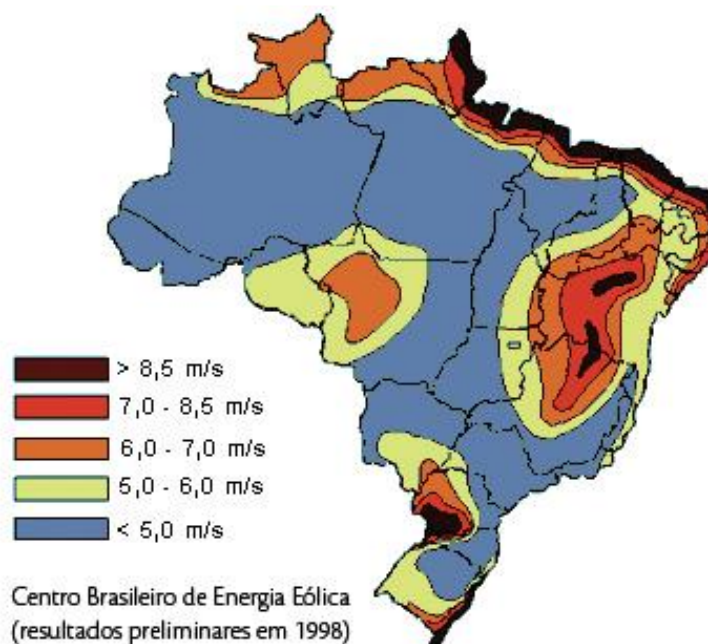 > 8,5 m/s
7,0 - 8,5 m/s
6,0 - 7,0 m/s
5,0 - 6,0 m/s
< 5,0 m/s
Centro Brasileiro de Energia Eólica
(resultados preliminares em 1998)